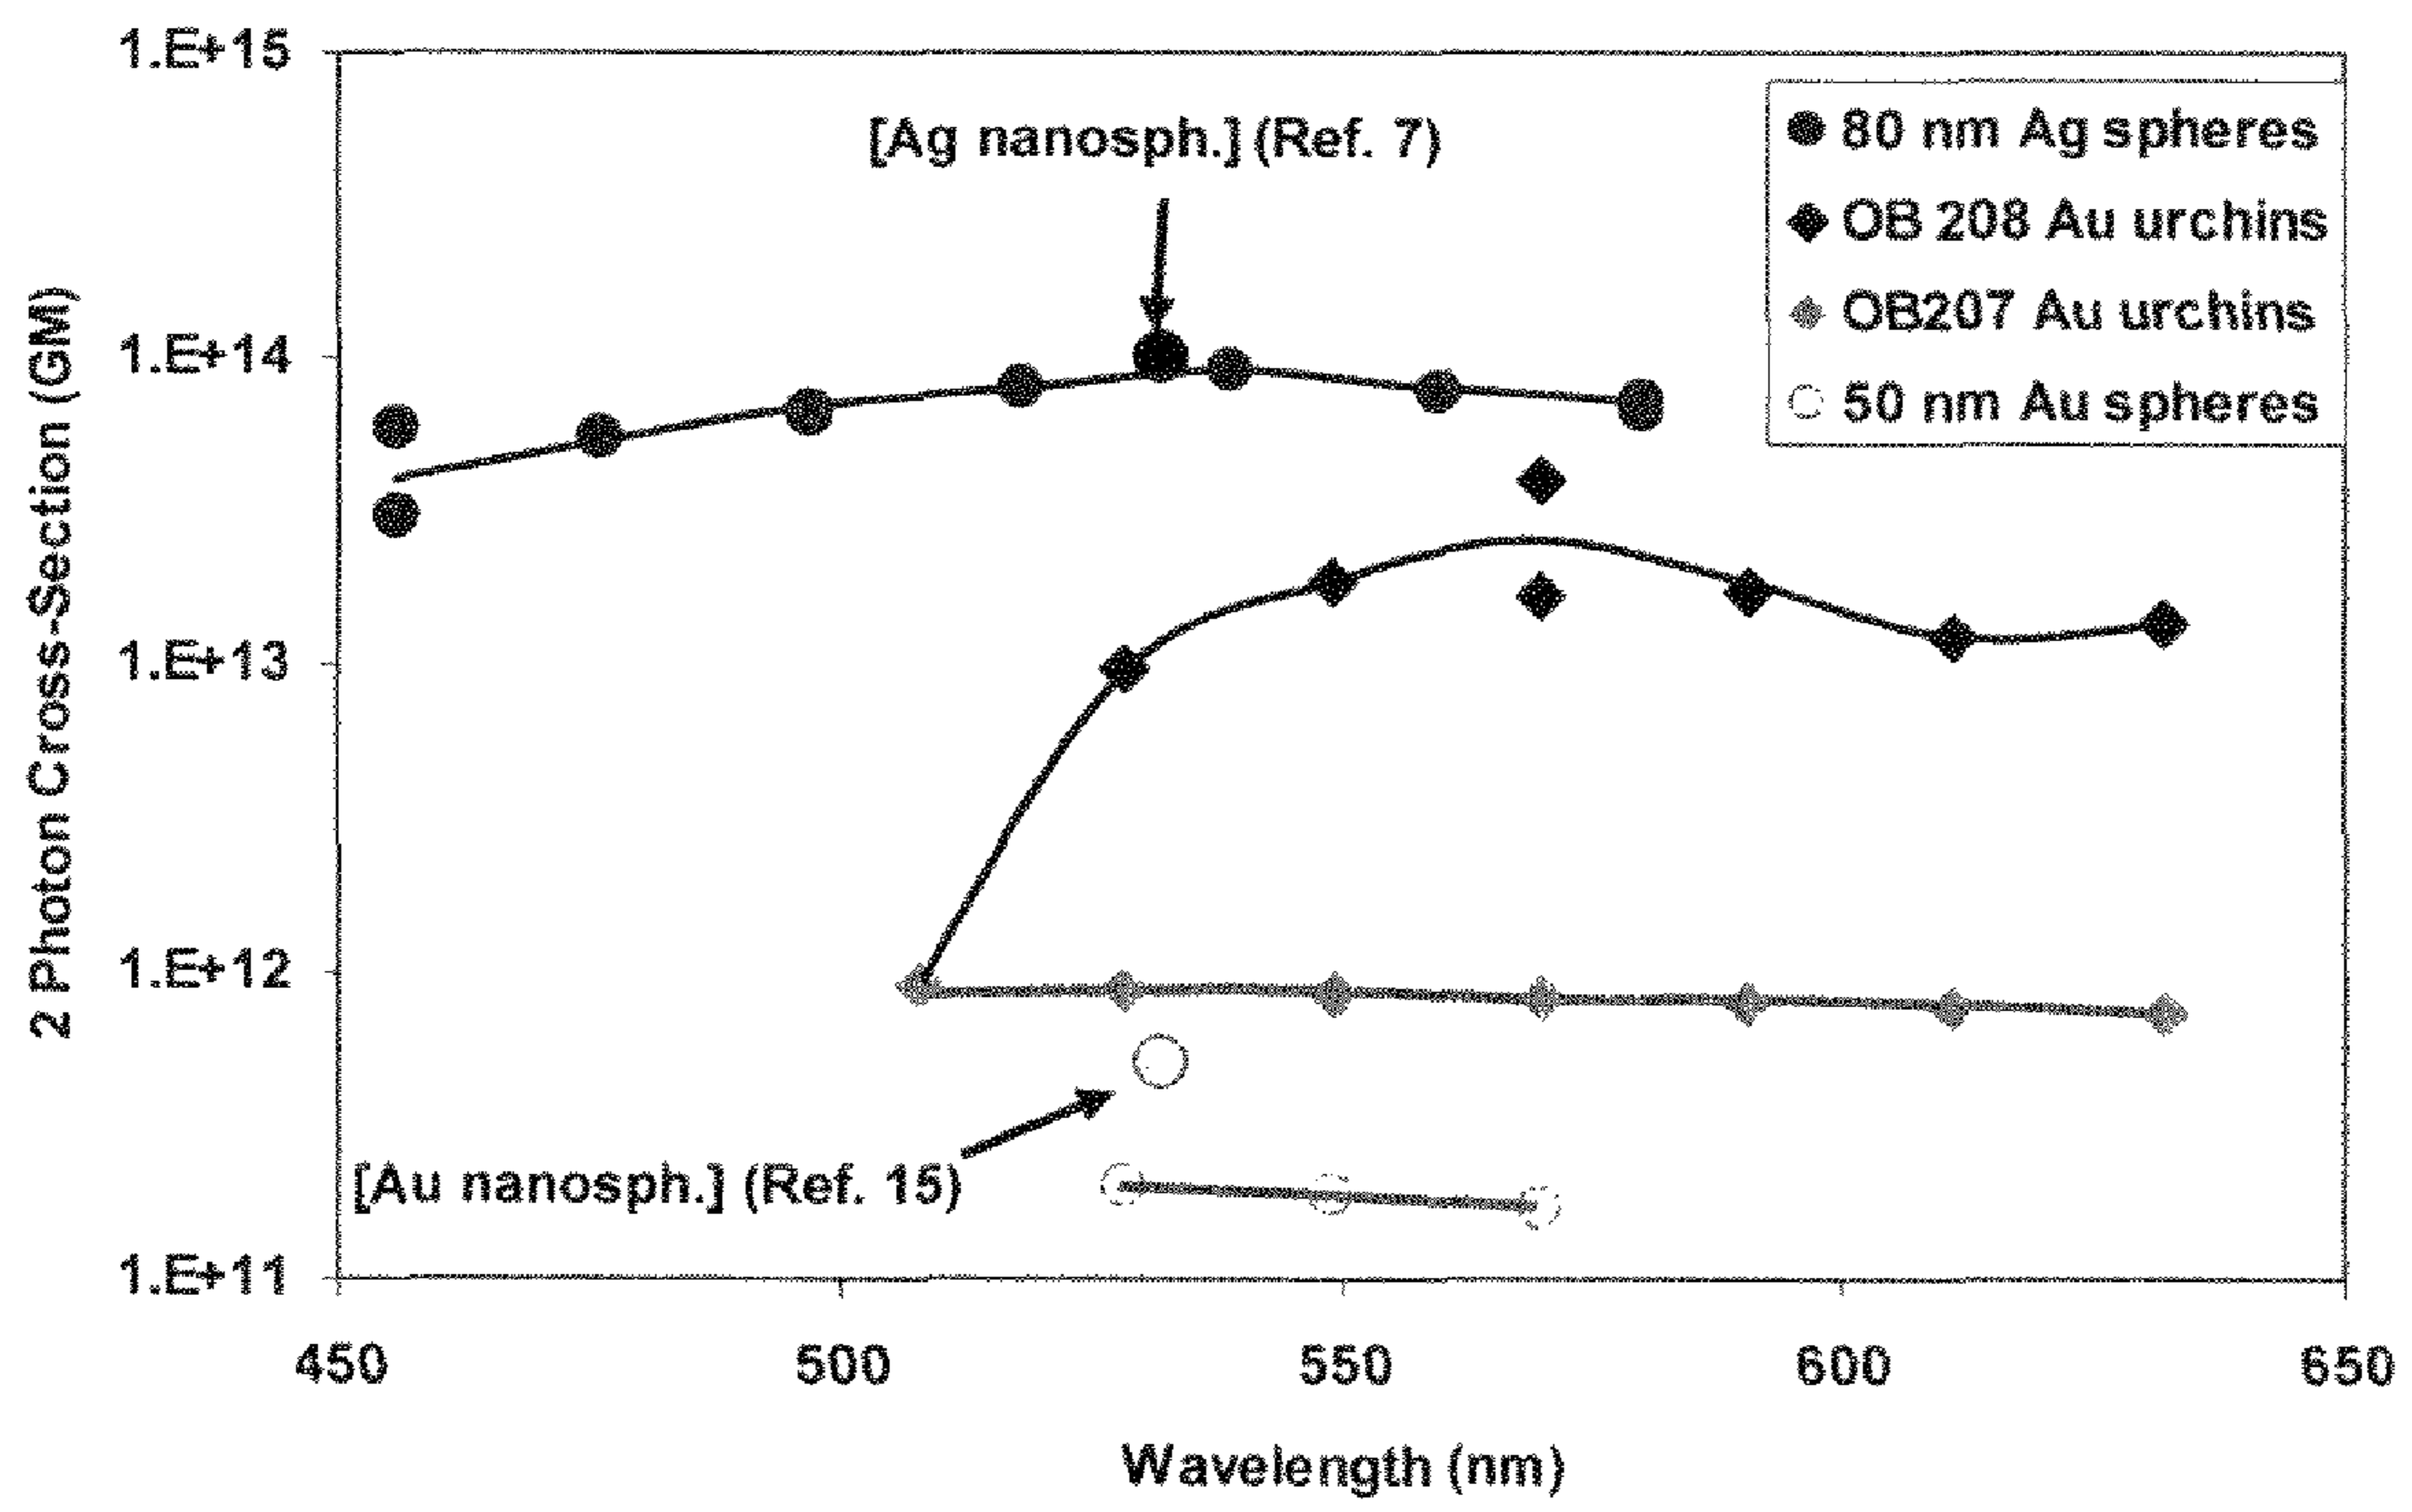 1.E+15
[Ag nanosph.] (Ref. 7)
80 nm Ag spheres
OB 208 Au urchins
OB207 Au urchins
50 nm Au spheres
1.E+14
1.E+13
1.E+12
1.E+11
2 Photon Cross-Section (GM)
[Au nanosph.] (Ref. 15)
450 500 550 600 650
Wavelength (nm)